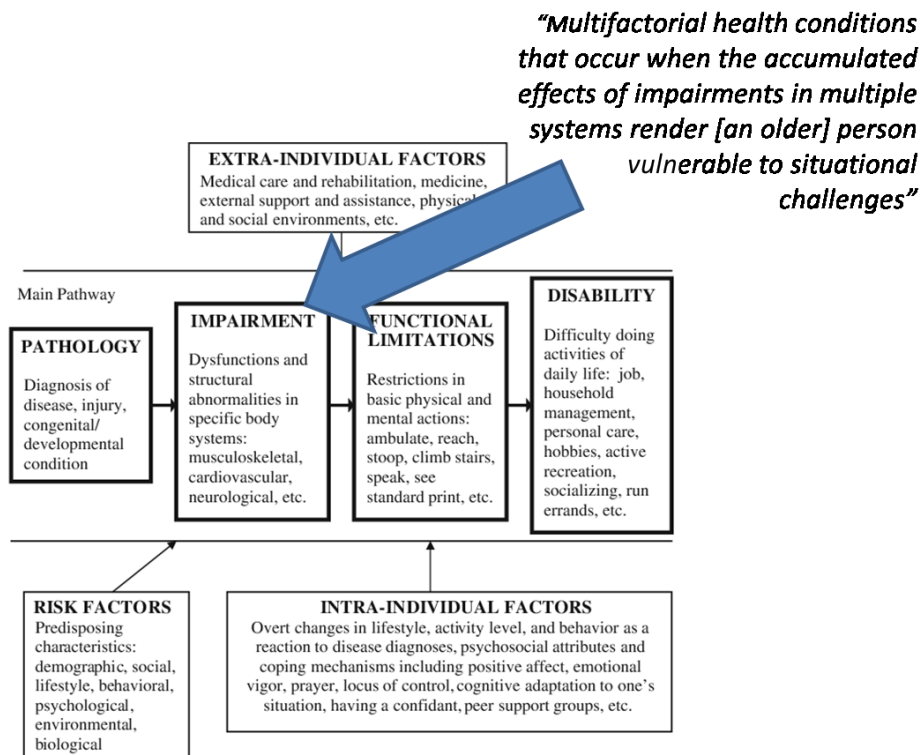 “Multifactorial health conditions
that occur when the accumulated
effects of impairments in multiple
systems render [an older] person
vulnerable to situational
challenges”
EXTRA-INDIVIDUAL FACTORS
Medical care and rehabilitation, medicine,
external support and assistance,
and social environments, etc.
Main Pathway
PATHOLOGY
Diagnosis of
disease, injury,
congenital/
developmental
condition
IMPAIRMENT
Dysfunctions and
structural
abnormalities in
specific body
systems:
musculoskeletal,
cardiovascular,
neurological, etc.
FUNCTIONAL
LIMITATIONS
Restrictions in
basic physical and
mental actions:
ambulate, reach,
stoop, climb stairs,
speak, see
standard print, etc.
DISABILITY
Difficulty doing
activities of
daily life: job,
household
management,
personal care,
hobbies, active
recreation,
socializing, run
errands, etc.
RISK FACTORS
Predisposing
characteristics:
demographic, social,
lifestyle, behavioral,
psychological,
environmental,
biological
INTRA-INDIVIDUAL FACTORS
Overt changes in lifestyle, activity level, and behavior as a
reaction to disease diagnoses, psychosocial attributes and
coping mechanisms including positive affect, emotional
vigor, prayer, locus of control, cognitive adaptation to one’s
situation, having a confidant, peer support groups, etc.